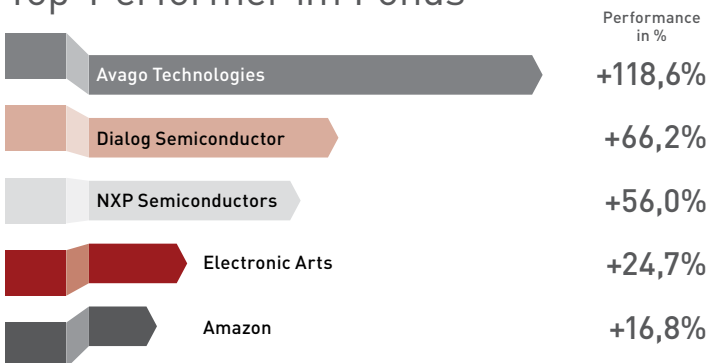 Top-Performer im Fonds
Performance
in %
Avago Technologies
+118,6%
Dialog Semiconductor
+66,2%
NXP Semiconductors
+56,0%
Electronic Arts
+24,7%
Amazon
+16,8%